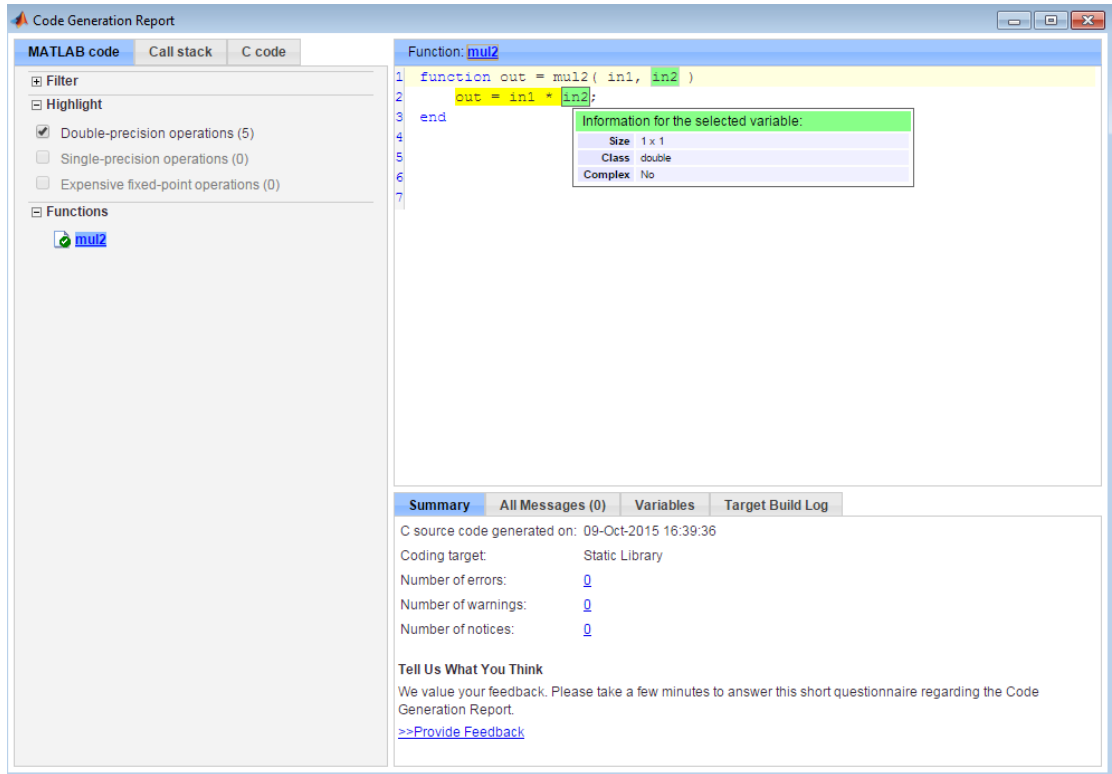 Code Generation Report
MATLAB code Call stack C code
Filter
Highlight
Double-precision operations (5)
Single-precision operations (0)
Expensive fixed-point operations (0)
Functions
mul2
Function: mul2
1 function out = mul2( in1, in2 )
2 out = in1 * in2;
3 end
4
5
6
7
Information for the selected variable:
Size 1 x 1
Class double
Complex No
Summary All Messages (0) Variables Target Build Log
C source code generated on: 09-Oct-2015 16:39:36
Coding target: Static Library
Number of errors: 0
Number of warnings: 0
Number of notices: 0
Tell Us What You Think
We value your feedback. Please take a few minutes to answer this short questionnaire regarding the Code
Generation Report.
>>Provide Feedback